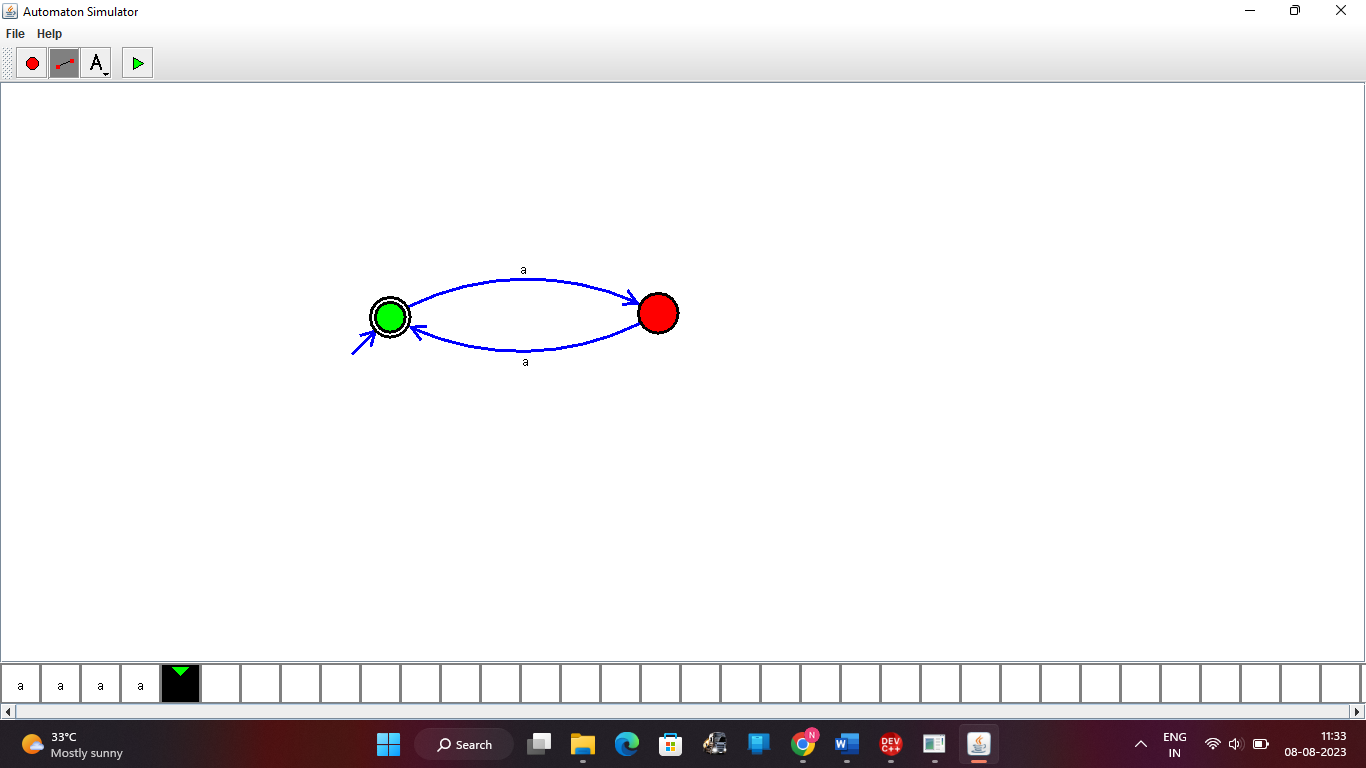 Automaton Simulator
File Help
A
a
a
a a a a
33°C
Mostly sunny
Search
N
W
DEV
C++
ENG
IN
11:33
08-08-2023